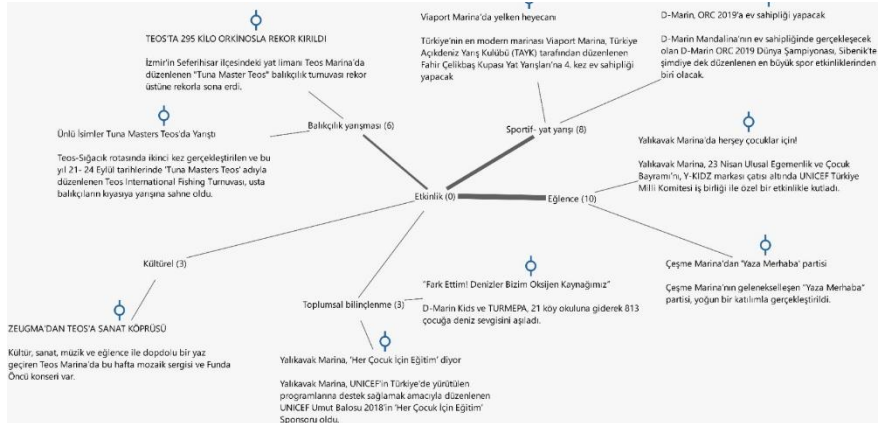 TEOS'TA 295 KİLO ORKİNOSLA REKOR KIRILDI
İzmir'in Seferihisar ilçesindeki yat limanı Teos Marina'da
düzenlenen "Tuna Master Teos" balıkçılık turnuvası rekor
üstüne rekorla sona erdi.
Viaport Marina'da yelken heyecanı
Türkiye'nin en modern marinası Viaport Marina, Türkiye
Açıkdeniz Yarış Kulübü (TAYK) tarafından düzenlenen
Fahir Çelikbaş Kupası Yat Yarışları'na 4. kez ev sahipliği
yapacak
D-Marin, ORC 2019'a ev sahipliği yapacak
D-Marin Mandalina'nın ev sahipliğinde gerçekleşecek
olan D-Marin ORC 2019 Dünya Şampiyonası, Sibenik'te
şimdiye dek düzenlenen en büyük spor etkinliklerinden
biri olacak.
Balıkçılık yarışması (6)
Sportif- yat yarışı (8)
Ünlü İsimler Tuna Masters Teos'da Yarıştı
Teos-Sığacık rotasında ikinci kez gerçekleştirilen ve bu
yıl 21- 24 Eylül tarihlerinde 'Tuna Masters Teos' adıyla
düzenlenen Teos International Fishing Turnuvası, usta
balıkçıların kıyasıya yarışına sahne oldu.
Yalıkavak Marina'da herşey çocuklar için!
Yalıkavak Marina, 23 Nisan Ulusal Egemenlik ve Çocuk
Bayramı'nı, Y-KIDZ markası çatısı altında UNICEF Türkiye
Milli Komitesi iş birliği ile özel bir etkinlikle kutladı.
Etkinlik (0)
Eğlence (10)
Kültürel (3)
Toplumsal bilinçlenme (3)
"Fark Ettim! Denizler Bizim Oksijen Kaynağımız"
D-Marin Kids ve TURMEPA, 21 köy okuluna giderek 813
çocuğa deniz sevgisini aşıladı.
Çeşme Marina'dan 'Yaza Merhaba' partisi
Çeşme Marina'nın gelenekselleşen "Yaza Merhaba"
partisi, yoğun bir katılımla gerçekleştirildi.
ZEUGMA'DAN TEOS'A SANAT KÖPRÜSÜ
Kültür, sanat, müzik ve eğlence ile dopdolu bir yaz
geçiren Teos Marina'da bu hafta mozaik sergisi ve Funda
Öncü konseri var.
Yalıkavak Marina, 'Her Çocuk İçin Eğitim' diyor
Yalıkavak Marina, UNICEF'in Türkiye'de yürütülen
programlarına destek sağlamak amacıyla düzenlenen
UNICEF Umut Balosu 2018'in 'Her Çocuk İçin Eğitim'
Sponsoru oldu.